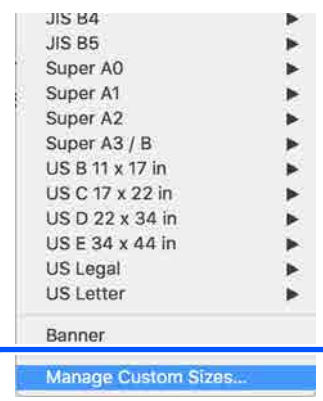 JIS B4
JIS B5
Super A0
Super A1
Super A2
Super A3 / B
US B 11 x 17 in
US C 17 x 22 in
US D 22 x 34 in
US E 34 x 44 in
US Legal
US Letter
Banner
Manage Custom Sizes...